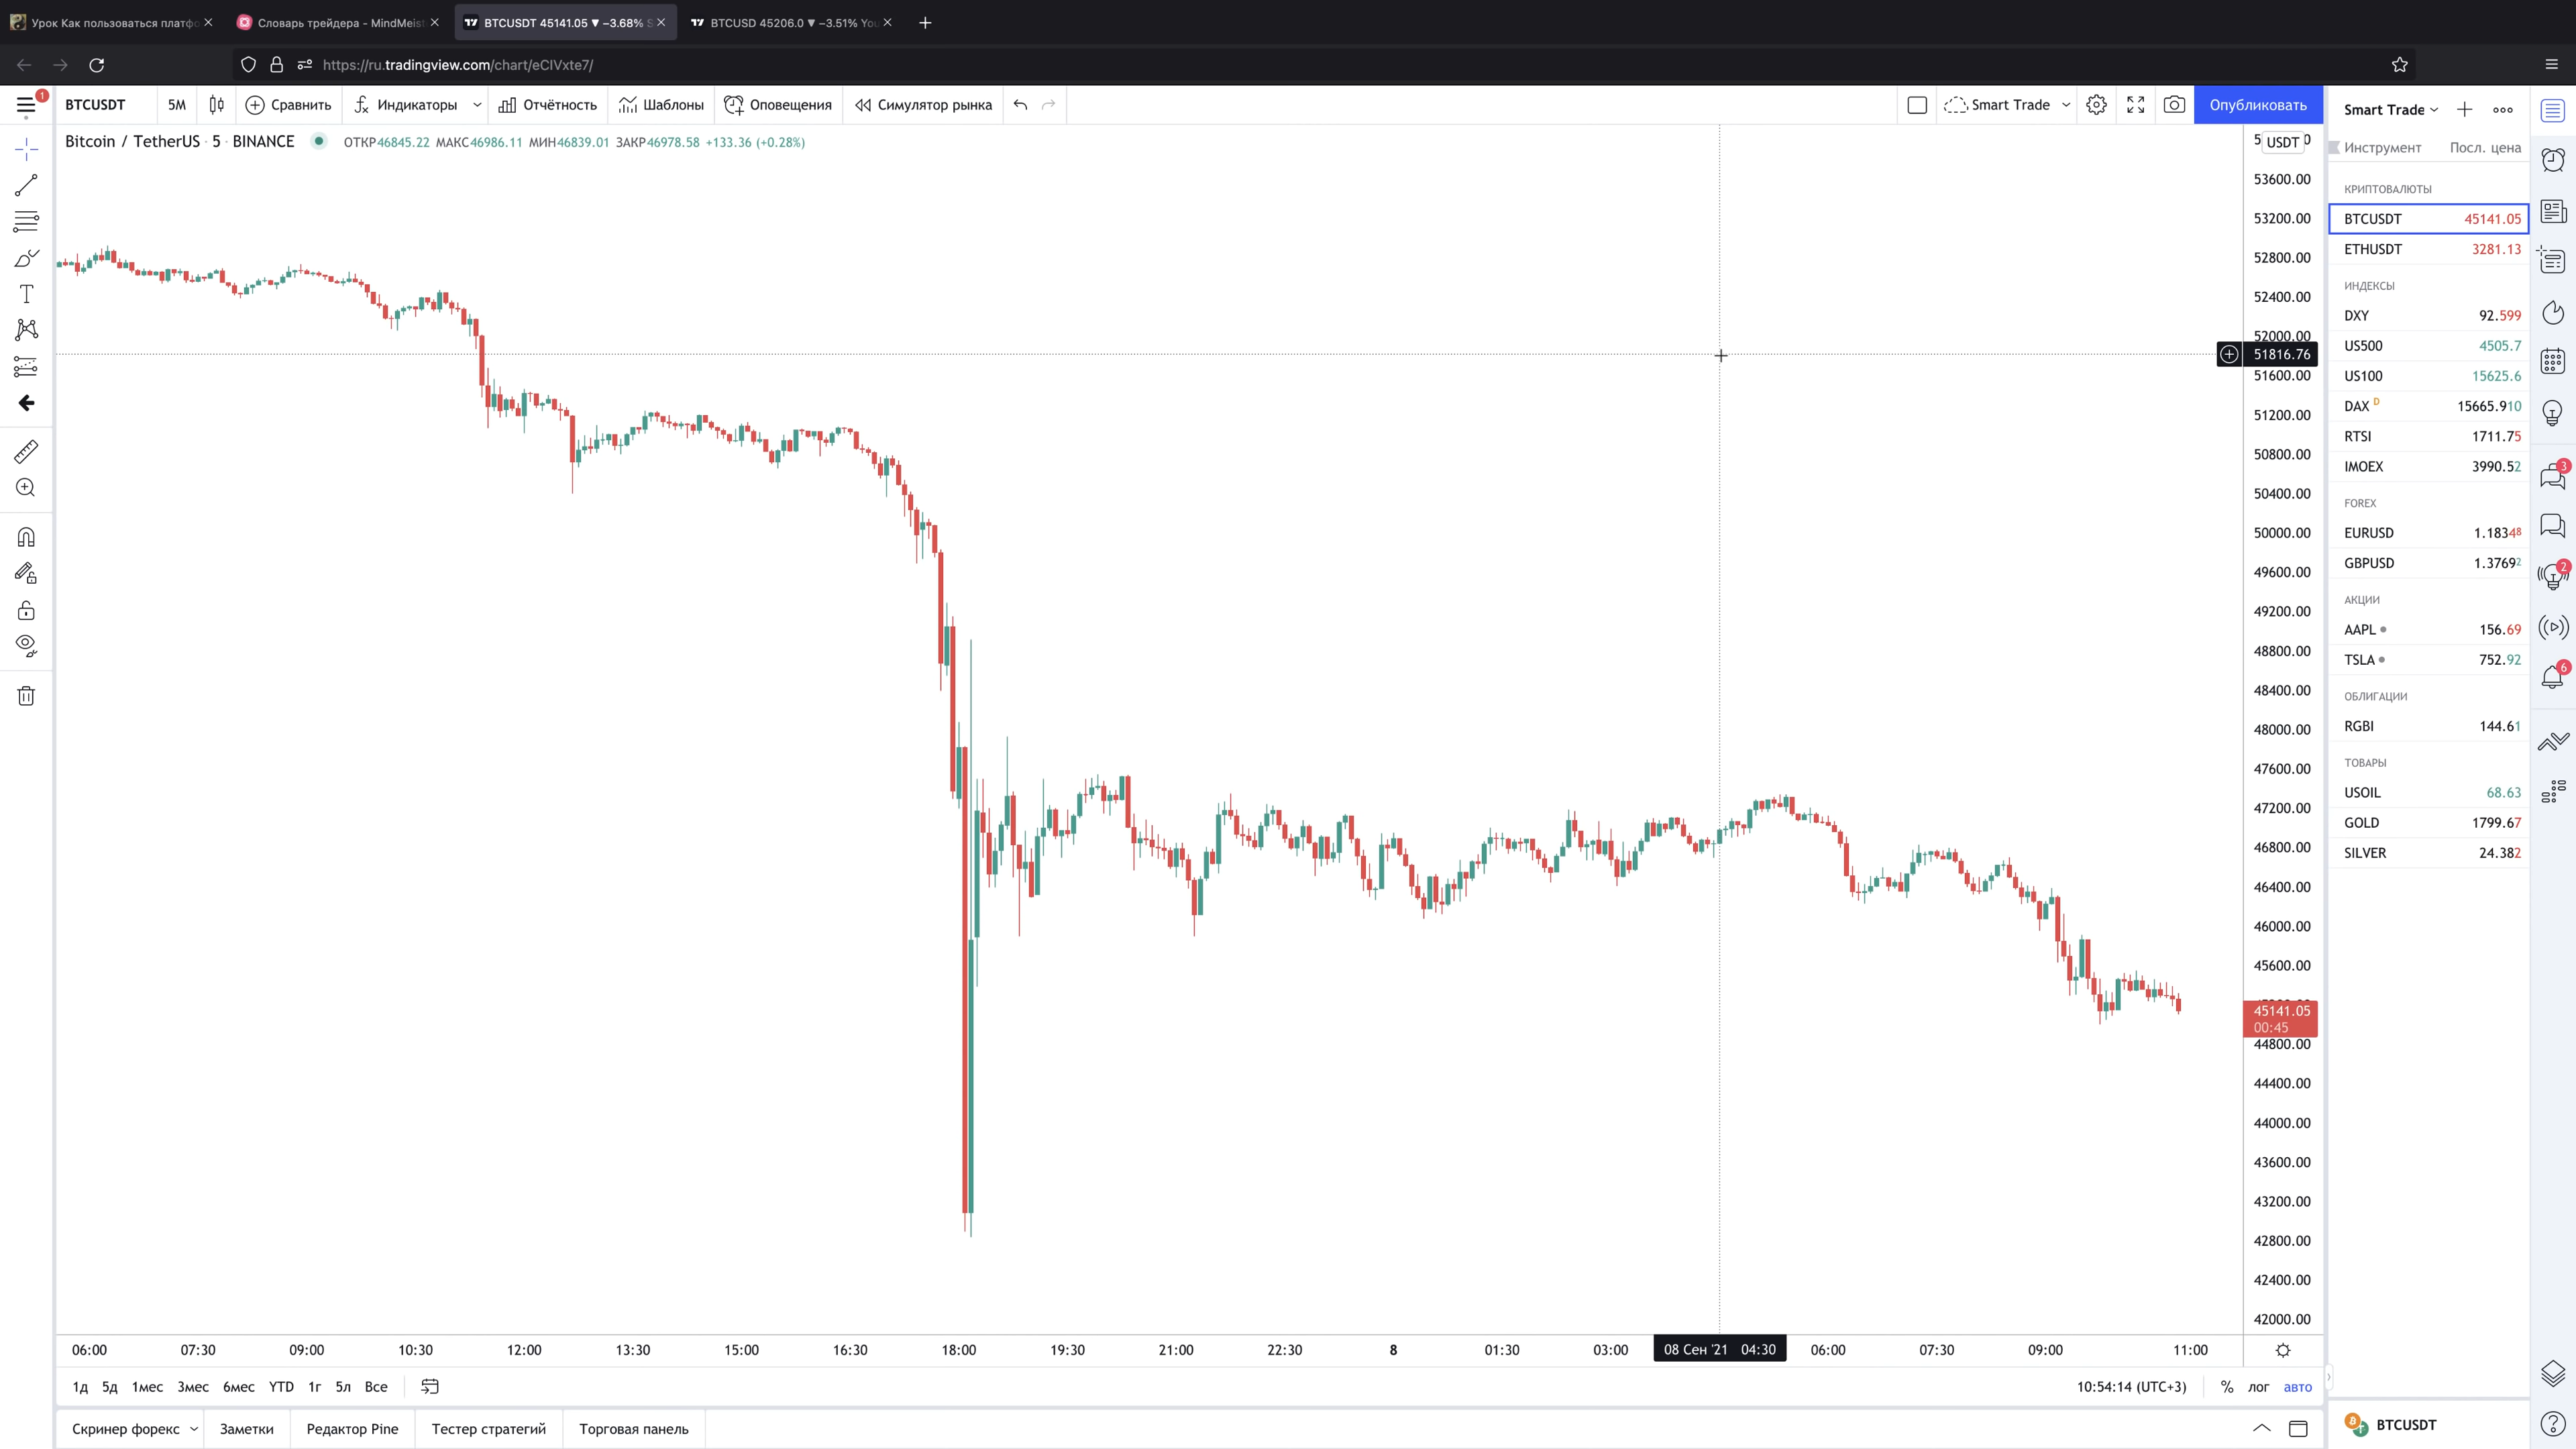 Урок Как пользоваться платфо
Словарь трейдера - MindMeist
BTCUSDT 45141.05 ▼ −3.68% S
BTCUSD 45206.0 ▼ −3.51% You
https://ru.tradingview.com/chart/eCIVxte7/
1
BTCUSDT
5М
Сравнить
Индикаторы
Отчётность
Шаблоны
Оповещения
Симулятор рынка
Smart Trade
Опубликовать
Bitcoin / TetherUS · 5 · BINANCE
ОТКР46845.22 МАКС46986.11 МИН46839.01 ЗАКР46978.58 +133.36 (+0.28%)
USDT
53600.00
53200.00
52800.00
52400.00
52000.00
51816.76
51600.00
51200.00
50800.00
50400.00
50000.00
49600.00
49200.00
48800.00
48400.00
48000.00
47600.00
47200.00
46800.00
46400.00
46000.00
45600.00
45141.05
00:45
44800.00
44400.00
44000.00
43600.00
43200.00
42800.00
42400.00
42000.00
06:00 07:30 09:00 10:30 12:00 13:30 15:00 16:30 18:00 19:30 21:00 22:30 8 01:30 03:00 08 Сен '21 04:30 06:00 07:30 09:00 11:00
1д 5д 1мес 3мес 6мес YTD 1г 5л Все
10:54:14 (UTC+3) % лог авто
Скринер форекс Заметки Редактор Pine Тестер стратегий Торговая панель
Smart Trade
Инструмент Посл. цена
КРИПТОВАЛЮТЫ
BTCUSDT 45141.05
ETHUSDT 3281.13
ИНДЕКСЫ
DXY 92.599
US500 4505.7
US100 15625.6
DAX D 15665.910
RTSI 1711.75
IMOEX 3990.52
FOREX
EURUSD 1.18348
GBPUSD 1.37692
АКЦИИ
AAPL 156.69
TSLA 752.92
ОБЛИГАЦИИ
RGBI 144.61
ТОВАРЫ
USOIL 68.63
GOLD 1799.67
SILVER 24.382
BTCUSDT
3
2
6